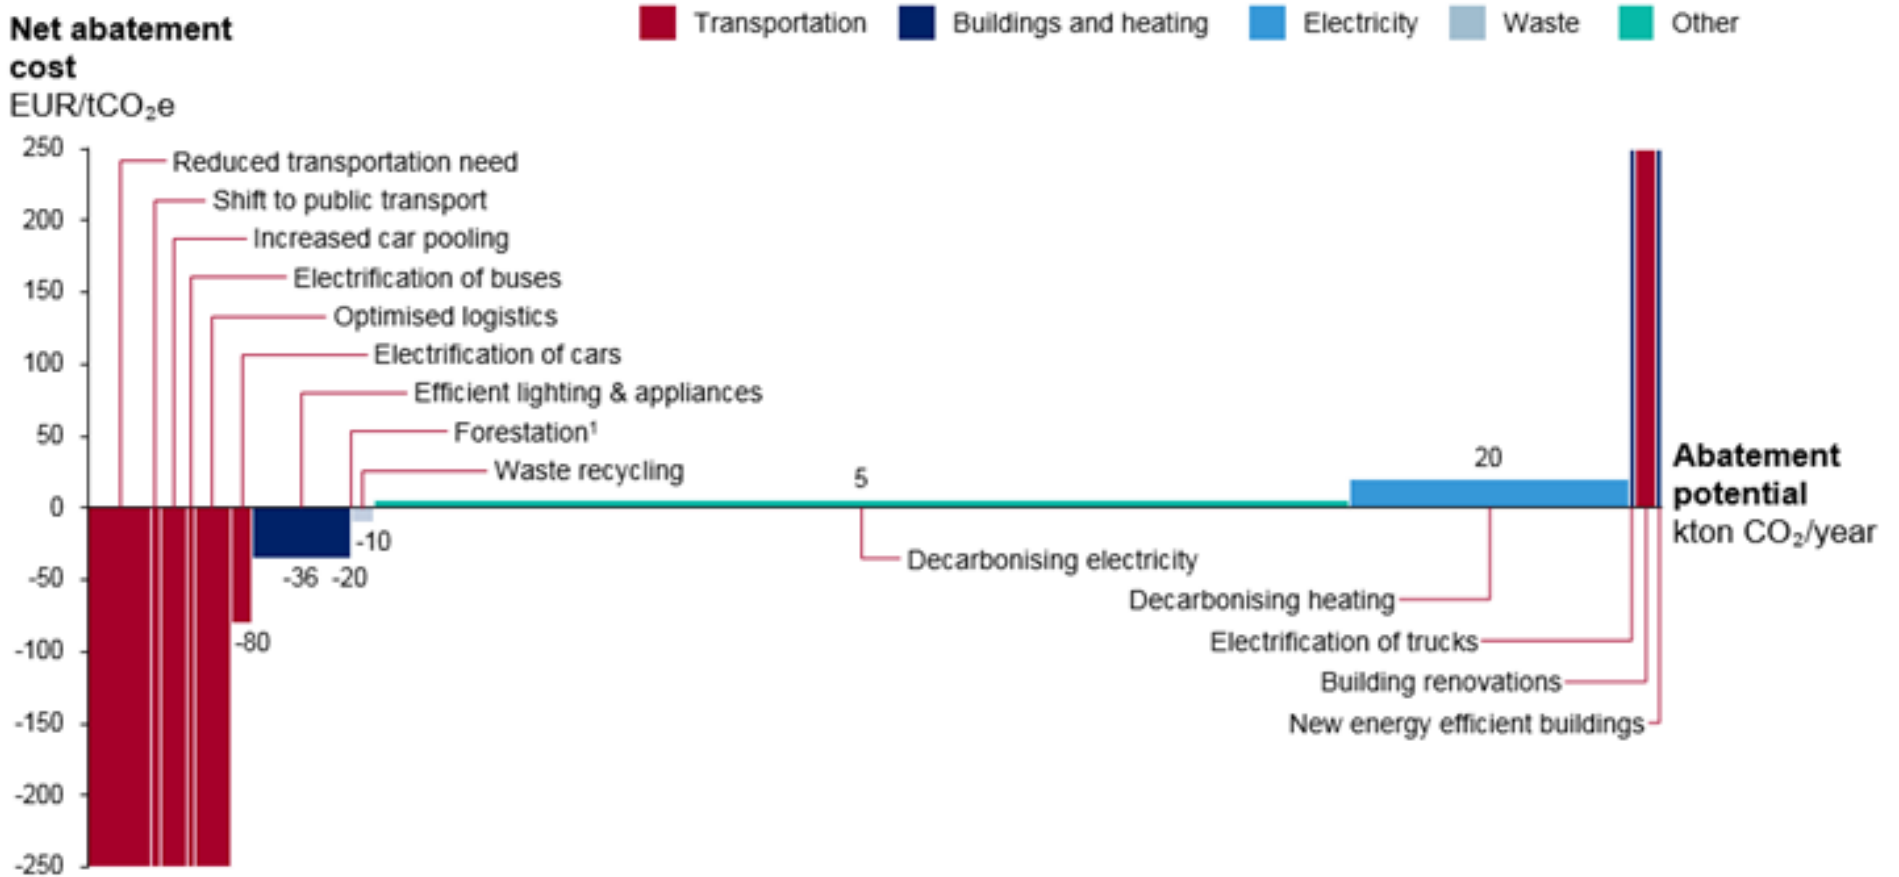 Net abatement
cost
EUR/tCO₂e
Transportation
Buildings and heating
Electricity
Waste
Other
250
200
150
100
50
0
-50
-100
-150
-200
-250
Reduced transportation need
Shift to public transport
Increased car pooling
Electrification of buses
Optimised logistics
Electrification of cars
Efficient lighting & appliances
Forestation¹
Waste recycling
5
20
-10
-36
-20
-80
Decarbonising electricity
Decarbonising heating
Electrification of trucks
Building renovations
New energy efficient buildings
Abatement
potential
kton CO₂/year